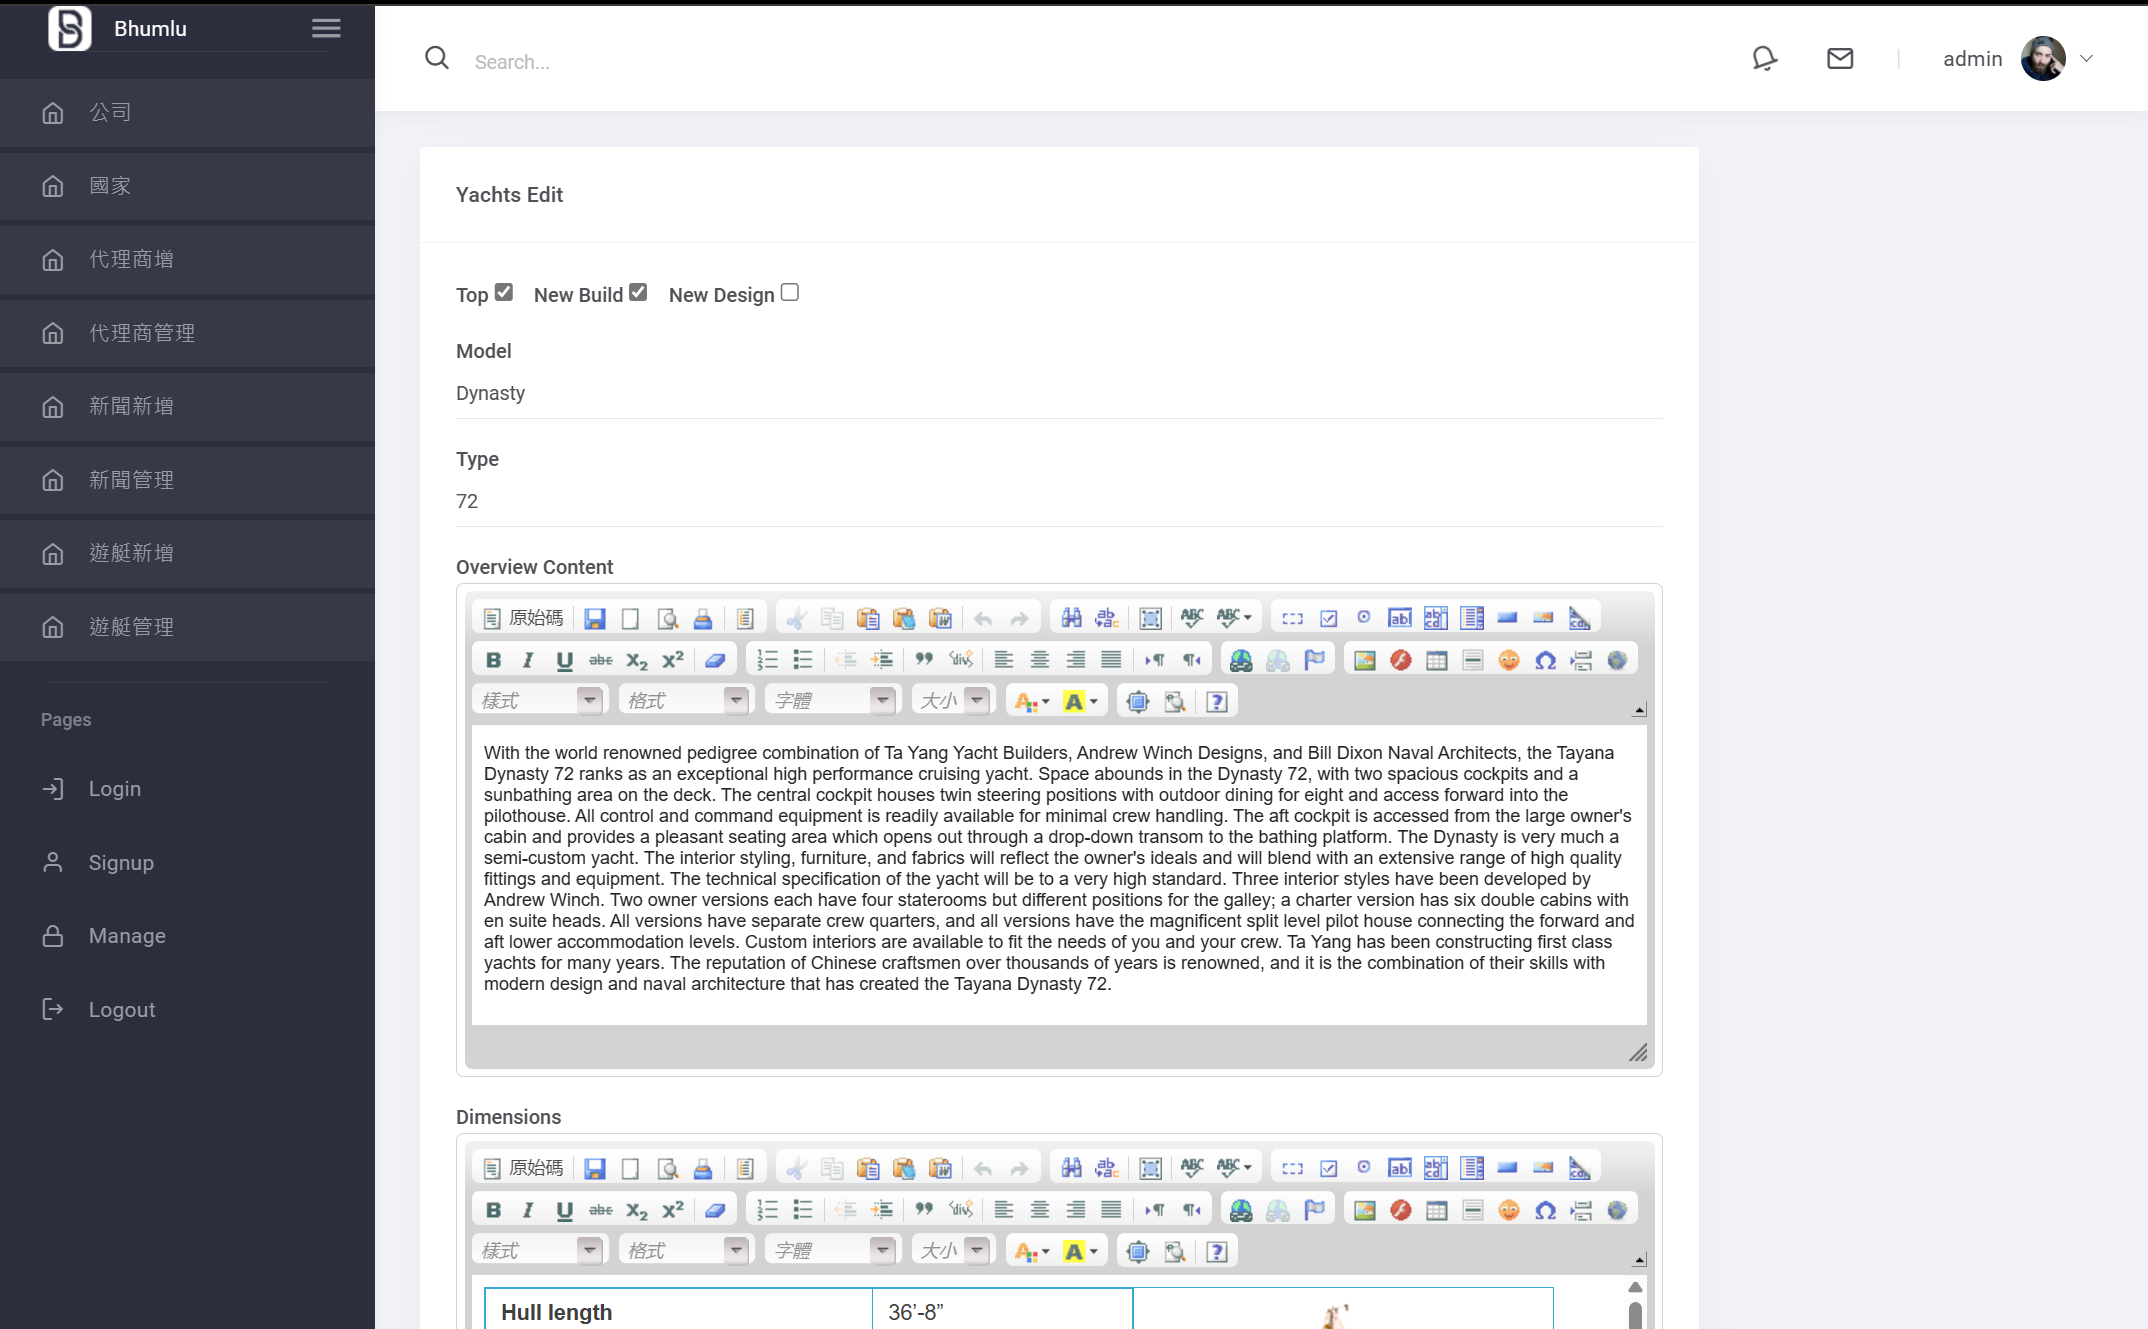 Bhumlu
Search...
admin
公司
國家
代理商增
代理商管理
新聞新增
新聞管理
遊艇新增
遊艇管理
Pages
Login
Signup
Manage
Logout
Yachts Edit
Top New Build New Design
Model
Dynasty
Type
72
Overview Content
原始碼
樣式 格式 字體 大小
With the world renowned pedigree combination of Ta Yang Yacht Builders, Andrew Winch Designs, and Bill Dixon Naval Architects, the Tayana
Dynasty 72 ranks as an exceptional high performance cruising yacht. Space abounds in the Dynasty 72, with two spacious cockpits and a
sunbathing area on the deck. The central cockpit houses twin steering positions with outdoor dining for eight and access forward into the
pilothouse. All control and command equipment is readily available for minimal crew handling. The aft cockpit is accessed from the large owner's
cabin and provides a pleasant seating area which opens out through a drop-down transom to the bathing platform. The Dynasty is very much a
semi-custom yacht. The interior styling, furniture, and fabrics will reflect the owner's ideals and will blend with an extensive range of high quality
fittings and equipment. The technical specification of the yacht will be to a very high standard. Three interior styles have been developed by
Andrew Winch. Two owner versions each have four staterooms but different positions for the galley; a charter version has six double cabins with
en suite heads. All versions have separate crew quarters, and all versions have the magnificent split level pilot house connecting the forward and
aft lower accommodation levels. Custom interiors are available to fit the needs of you and your crew. Ta Yang has been constructing first class
yachts for many years. The reputation of Chinese craftsmen over thousands of years is renowned, and it is the combination of their skills with
modern design and naval architecture that has created the Tayana Dynasty 72.
Dimensions
原始碼
樣式 格式 字體 大小
Hull length 36’-8”